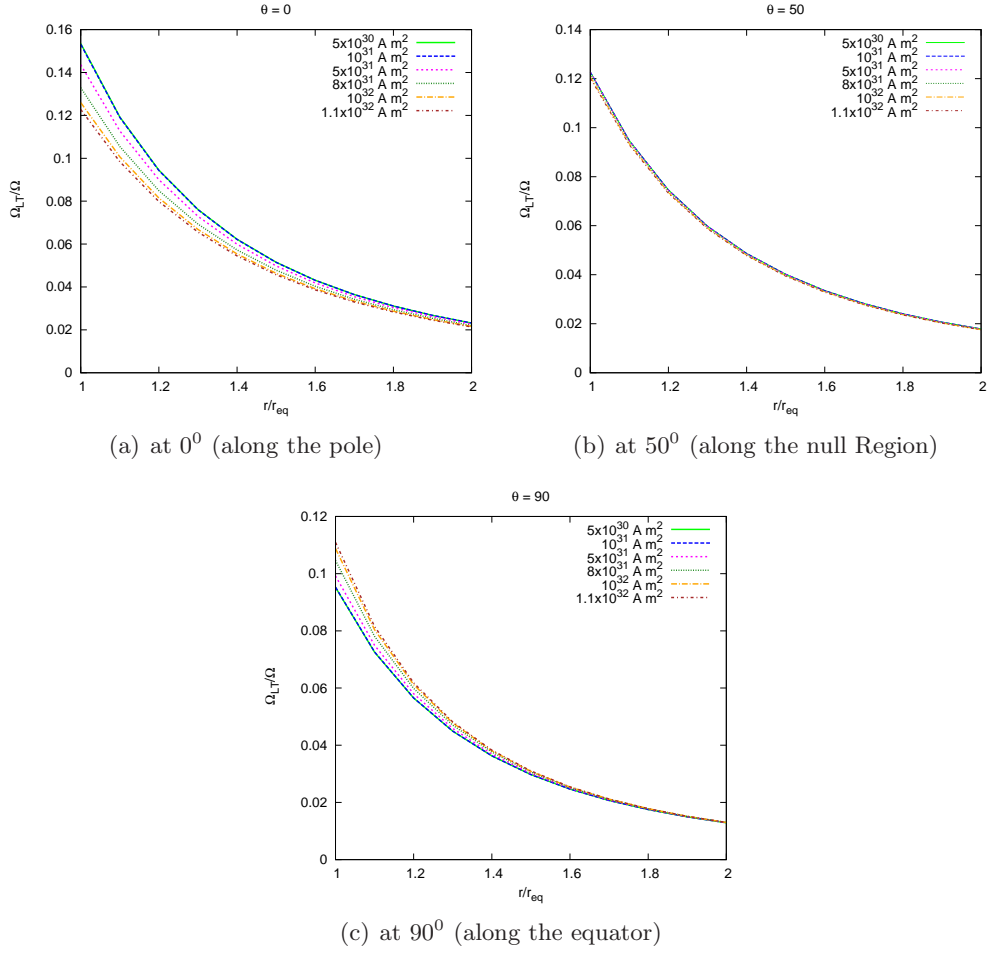 θ = 0
0.16
0.14
0.12
0.1
0.08
0.06
0.04
0.02
0
Ω_LT/Ω
5x10^30 A m^2
10^31 A m^2
5x10^31 A m^2
8x10^31 A m^2
10^32 A m^2
1.1x10^32 A m^2
1 1.2 1.4 1.6 1.8 2
r/r_eq
(a) at 0^0 (along the pole)
θ = 50
0.14
0.12
0.1
0.08
0.06
0.04
0.02
0
Ω_LT/Ω
5x10^30 A m^2
10^31 A m^2
5x10^31 A m^2
8x10^31 A m^2
10^32 A m^2
1.1x10^32 A m^2
1 1.2 1.4 1.6 1.8 2
r/r_eq
(b) at 50^0 (along the null Region)
θ = 90
0.12
0.1
0.08
0.06
0.04
0.02
0
Ω_LT/Ω
5x10^30 A m^2
10^31 A m^2
5x10^31 A m^2
8x10^31 A m^2
10^32 A m^2
1.1x10^32 A m^2
1 1.2 1.4 1.6 1.8 2
r/r_eq
(c) at 90^0 (along the equator)